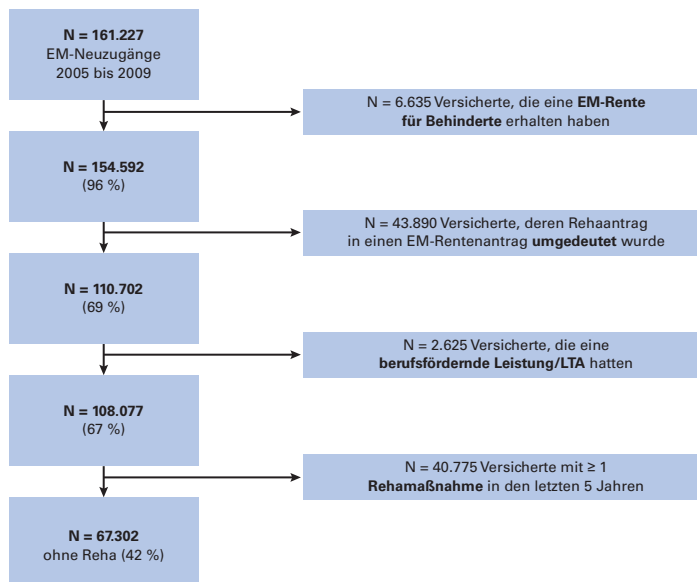 N = 161.227
EM-Neuzugänge
2005 bis 2009
N = 6.635 Versicherte, die eine EM-Rente
für Behinderte erhalten haben
N = 154.592
(96 %)
N = 43.890 Versicherte, deren Rehaantrag
in einen EM-Rentenantrag umgedeutet wurde
N = 110.702
(69 %)
N = 2.625 Versicherte, die eine
berufsfördernde Leistung/LTA hatten
N = 108.077
(67 %)
N = 40.775 Versicherte mit ≥ 1
Rehamaßnahme in den letzten 5 Jahren
N = 67.302
ohne Reha (42 %)